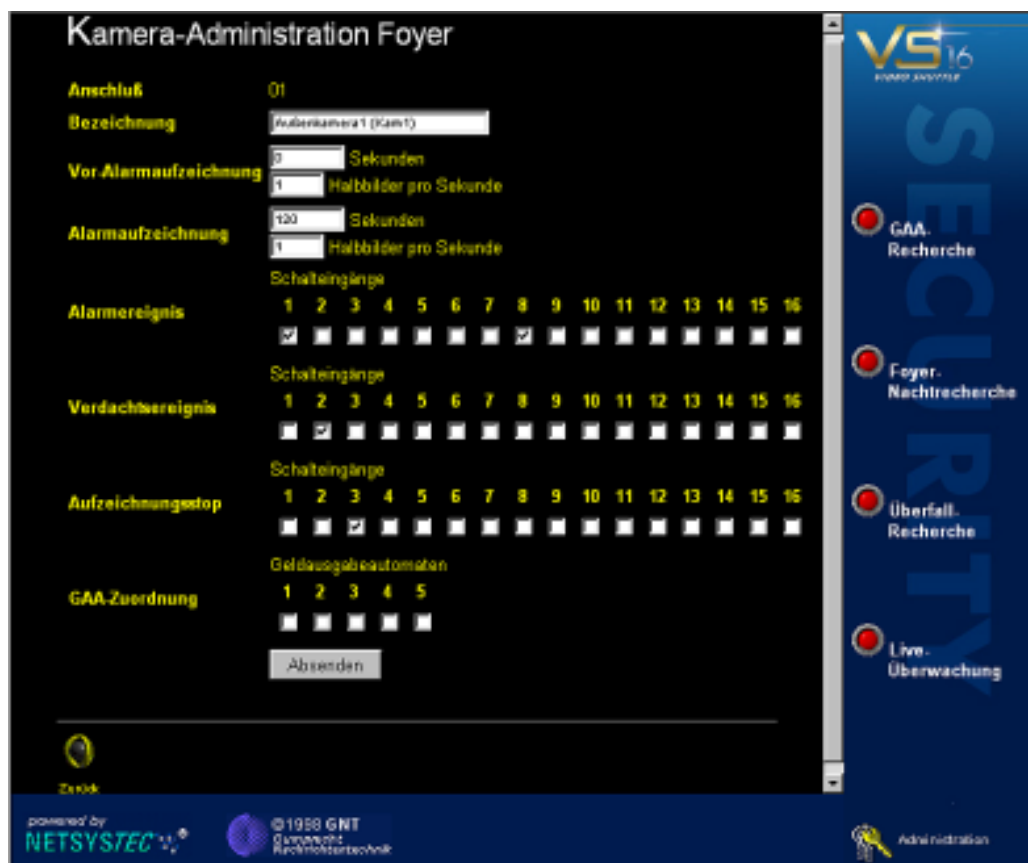 Kamera-Administration Foyer
Anschluß 01
Bezeichnung Außenkamera1 (Kam1)
Vor-Alarmaufzeichnung 0 Sekunden
1 Halbbilder pro Sekunde
Alarmaufzeichnung 120 Sekunden
1 Halbbilder pro Sekunde
Schalteingänge
1 2 3 4 5 6 7 8 9 10 11 12 13 14 15 16
Alarmereignis
Schalteingänge
1 2 3 4 5 6 7 8 9 10 11 12 13 14 15 16
Verdachtsereignis
Schalteingänge
1 2 3 4 5 6 7 8 9 10 11 12 13 14 15 16
Aufzeichnungsstop
Geldausgabeautomaten
1 2 3 4 5
GAA-Zuordnung
Absenden
Zurück
powered by
NETSYSTEC ®
©1998 GNT
Nachrichtentechnik
VS16
VIDEO SHUTTLE
SECURITY
GAA-
Recherche
Foyer-
Nachtrecherche
Überfall-
Recherche
Live-
Überwachung
Administration